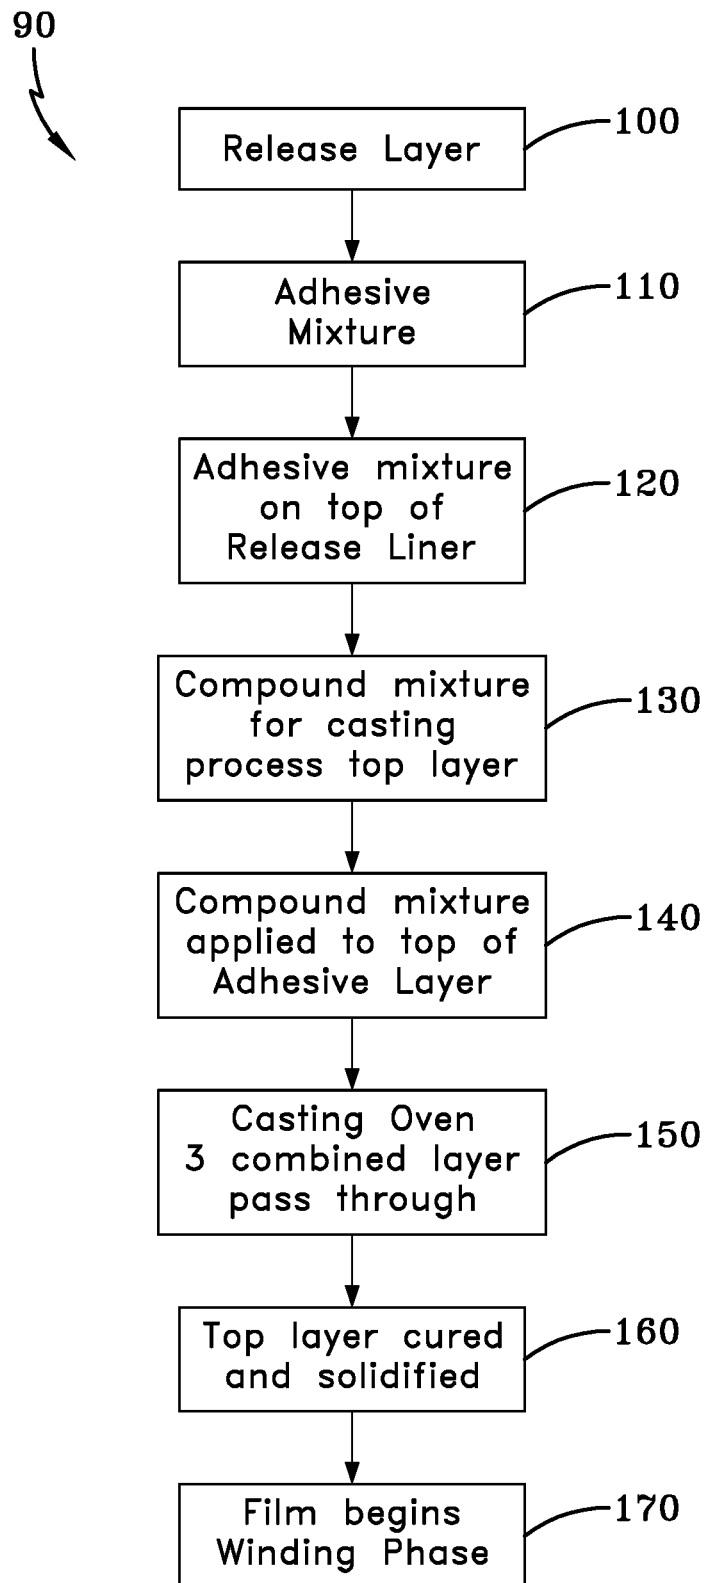 90
Release Layer
100
Adhesive
Mixture
110
Adhesive mixture
on top of
Release Liner
120
Compound mixture
for casting
process top layer
130
Compound mixture
applied to top of
Adhesive Layer
140
Casting Oven
3 combined layer
pass through
150
Top layer cured
and solidified
160
Film begins
Winding Phase
170